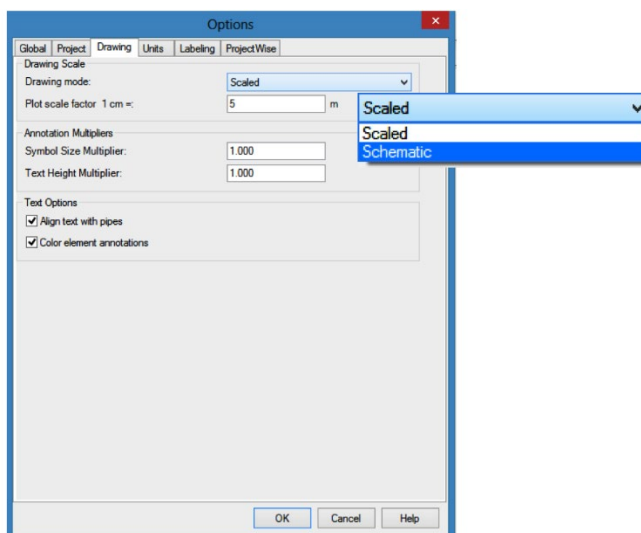 Options
Global Project Drawing Units Labeling ProjectWise
Drawing Scale
Drawing mode: Scaled
Plot scale factor 1 cm =: 5 m
Scaled
Scaled
Schematic
Annotation Multipliers
Symbol Size Multiplier: 1.000
Text Height Multiplier: 1.000
Text Options
Align text with pipes
Color element annotations
OK Cancel Help